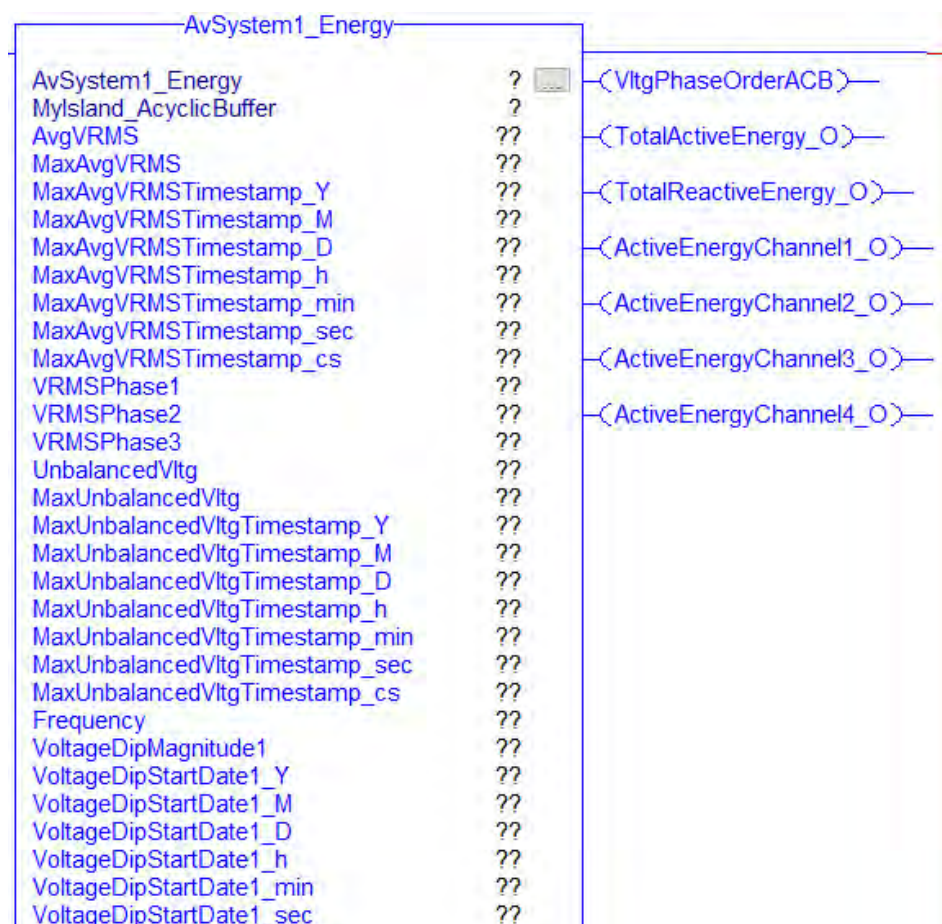 AvSystem1_Energy
AvSystem1_Energy ? ... VltgPhaseOrderACB
MyIsland_AcyclicBuffer ?
AvgVRMS ?? TotalActiveEnergy_O
MaxAvgVRMS ??
MaxAvgVRMSTimestamp_Y ?? TotalReactiveEnergy_O
MaxAvgVRMSTimestamp_M ??
MaxAvgVRMSTimestamp_D ?? ActiveEnergyChannel1_O
MaxAvgVRMSTimestamp_h ??
MaxAvgVRMSTimestamp_min ?? ActiveEnergyChannel2_O
MaxAvgVRMSTimestamp_sec ??
MaxAvgVRMSTimestamp_cs ?? ActiveEnergyChannel3_O
VRMSPhase1 ??
VRMSPhase2 ?? ActiveEnergyChannel4_O
VRMSPhase3 ??
UnbalancedVltg ??
MaxUnbalancedVltg ??
MaxUnbalancedVltgTimestamp_Y ??
MaxUnbalancedVltgTimestamp_M ??
MaxUnbalancedVltgTimestamp_D ??
MaxUnbalancedVltgTimestamp_h ??
MaxUnbalancedVltgTimestamp_min ??
MaxUnbalancedVltgTimestamp_sec ??
MaxUnbalancedVltgTimestamp_cs ??
Frequency ??
VoltageDipMagnitude1 ??
VoltageDipStartDate1_Y ??
VoltageDipStartDate1_M ??
VoltageDipStartDate1_D ??
VoltageDipStartDate1_h ??
VoltageDipStartDate1_min ??
VoltageDipStartDate1_sec ??